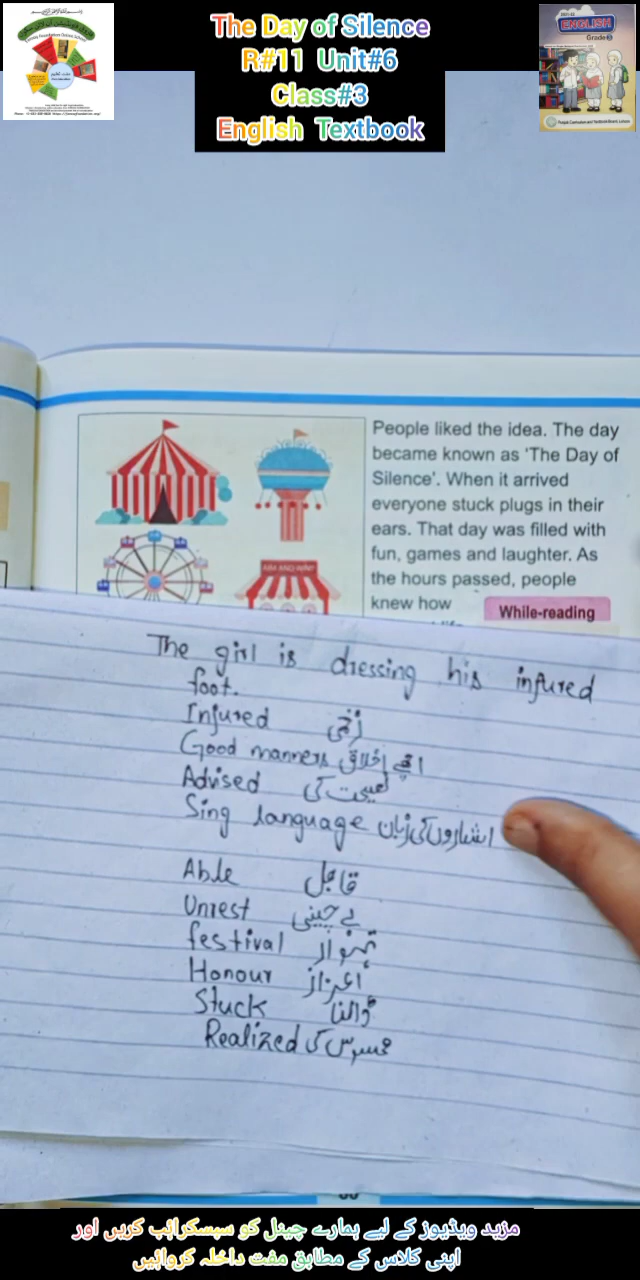 The Day of Silence
R#11 Unit#6
Class#3
English Textbook
ENGLISH
Grade 3
People liked the idea. The day
became known as 'The Day of
Silence'. When it arrived
everyone stuck plugs in their
ears. That day was filled with
fun, games and laughter. As
the hours passed, people
knew how
While-reading
The girl is dressing his injured
foot.
Injured زخمی
Good manners اچھے اخلاق
Advised نصیحت کی
Sing language اشاروں کی زبان
Able قابل
Unrest بے چینی
festival تہوار
Honour اعزاز
Stuck ڈالنا
Realized محسوس کی
مزید ویڈیوز کے لیے ہمارے چینل کو سبسکرائب کریں اور
اپنی کلاس کے مطابق مفت داخلہ کروائیں